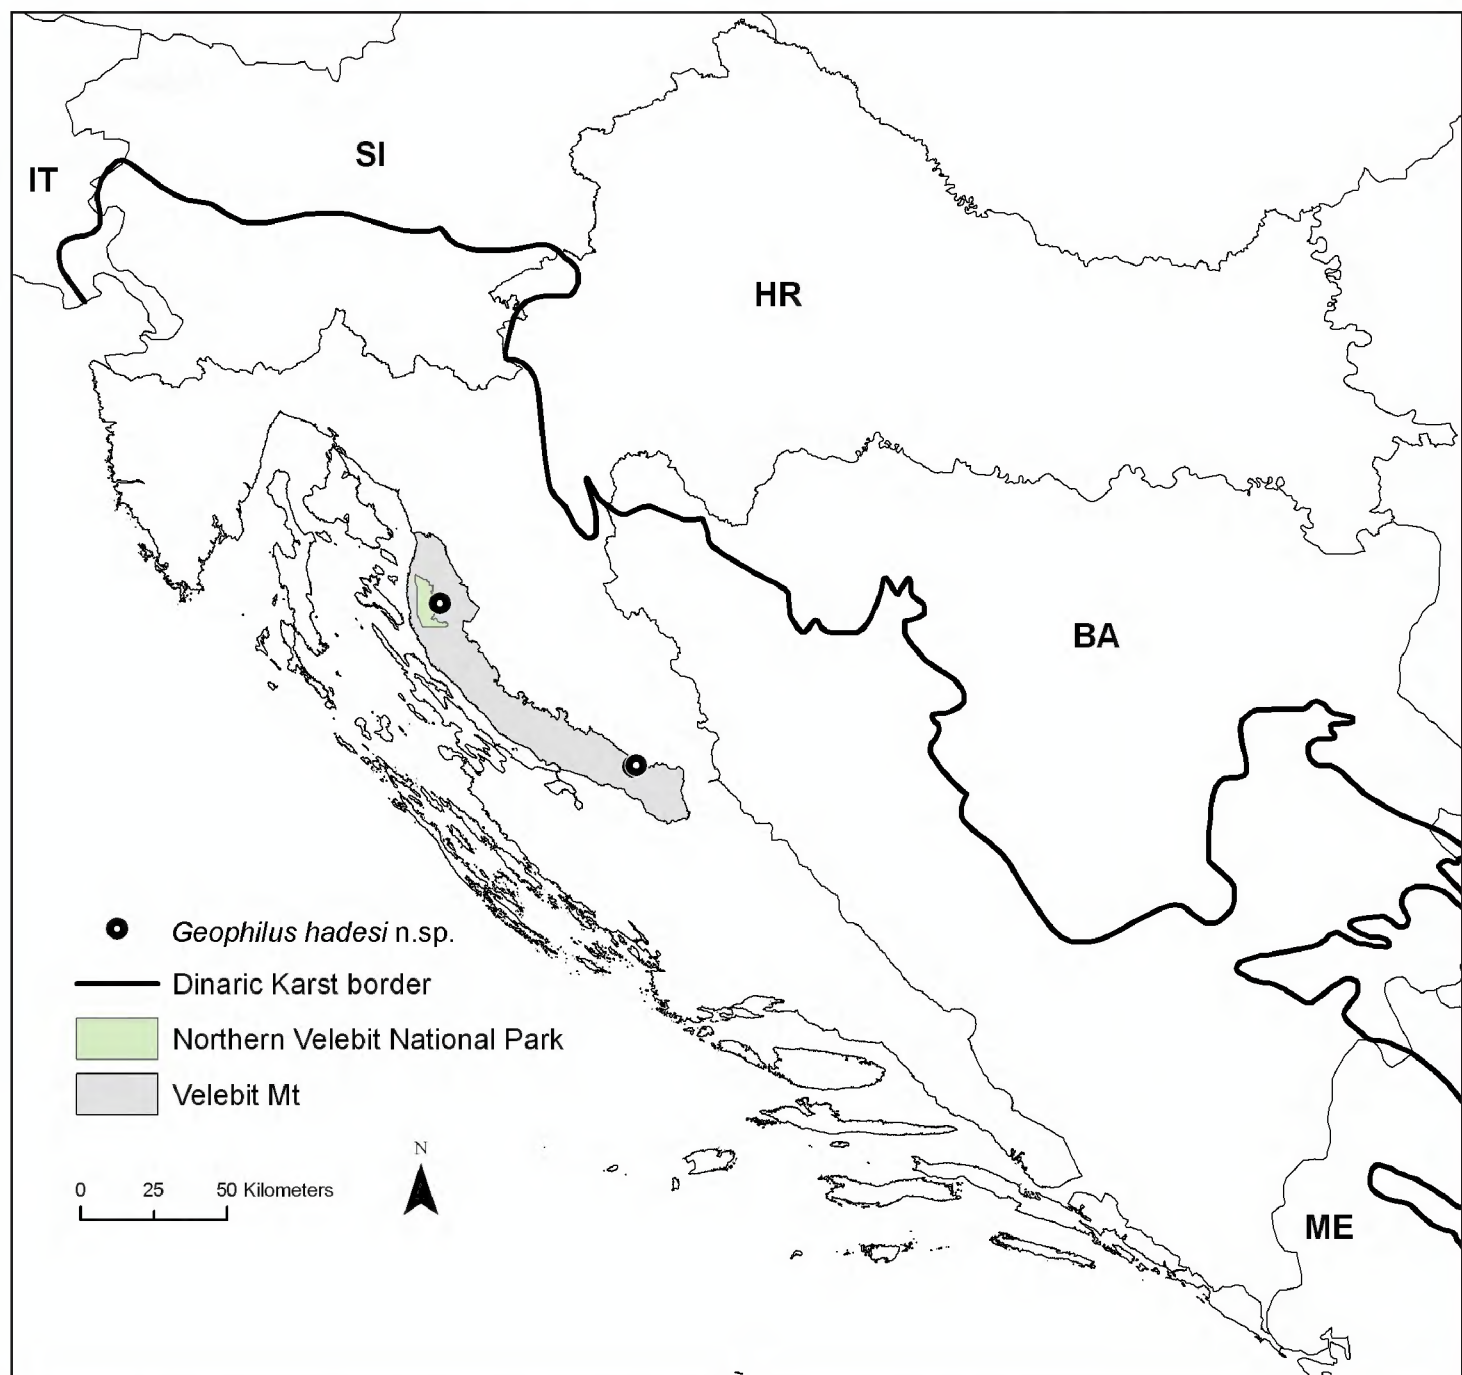 SI
IT
HR
BA
Geophilus hadesi n.sp.
Dinaric Karst border
Northern Velebit National Park
Velebit Mt
N
0 25 50 Kilometers
ME